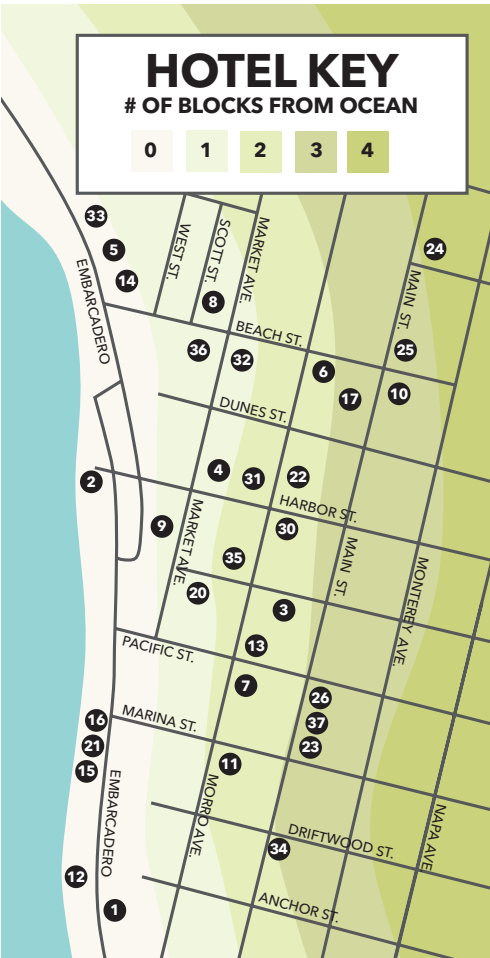 HOTEL KEY
# OF BLOCKS FROM OCEAN
0 1 2 3 4
33
5
14
EMBARCADERO
WEST ST.
SCOTT ST.
MARKET AVE.
8
24
MAIN ST.
25
BEACH ST.
36
32
6
17
10
DUNES ST.
4
31
22
2
HARBOR ST.
9
MARKET AVE.
30
35
MAIN ST.
MONTEREY AVE.
20
3
13
PACIFIC ST.
7
26
37
23
MARINA ST.
16
21
15
11
EMBARCADERO
MORRO AVE.
DRIFTWOOD ST.
34
NAPA AVE
12
1
ANCHOR ST.